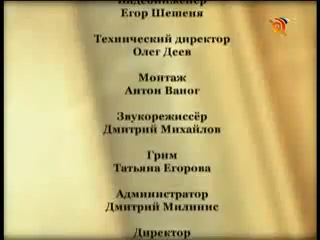 Видеоинженер
Егор Шешеня
Технический директор
Олег Деев
Монтаж
Антон Ваног
Звукорежиссёр
Дмитрий Михайлов
Грим
Татьяна Егорова
Администратор
Дмитрий Милинис
Директор